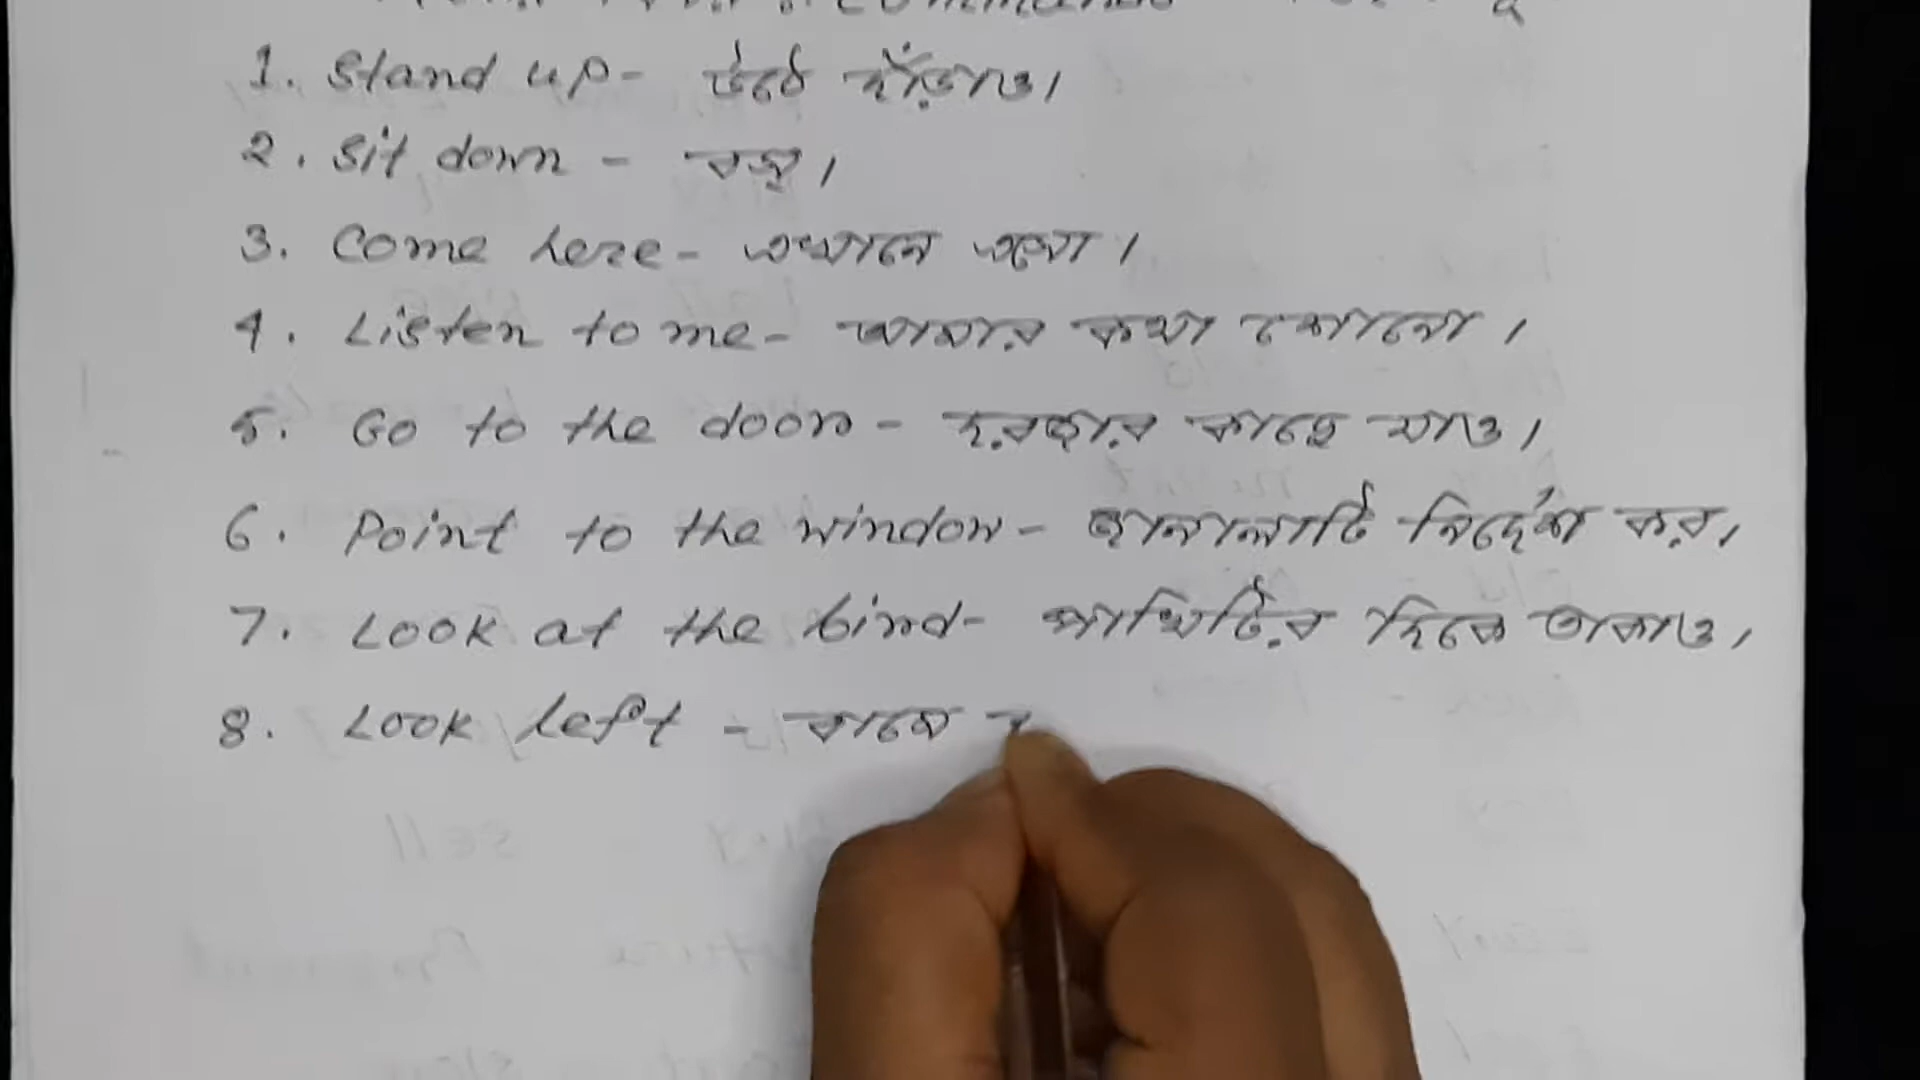 1. Stand up - উঠে দাঁড়াও।
2. Sit down - বস।
3. Come here - এখানে এসো।
4. Listen to me - আমার কথা শোনো।
5. Go to the door - দরজার কাছে যাও।
6. Point to the window - জানালাটি নির্দেশ কর।
7. Look at the bird - পাখিটির দিকে তাকাও।
8. Look left - বামে